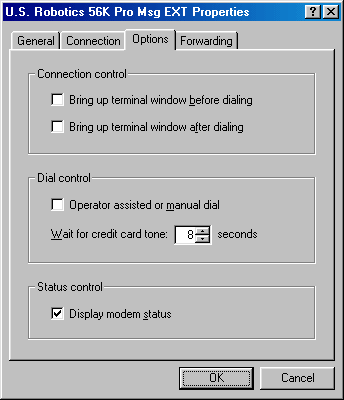 U.S. Robotics 56K Pro Msg EXT Properties
General Connection Options Forwarding
Connection control
Bring up terminal window before dialing
Bring up terminal window after dialing
Dial control
Operator assisted or manual dial
Wait for credit card tone: 8 seconds
Status control
Display modem status
OK Cancel